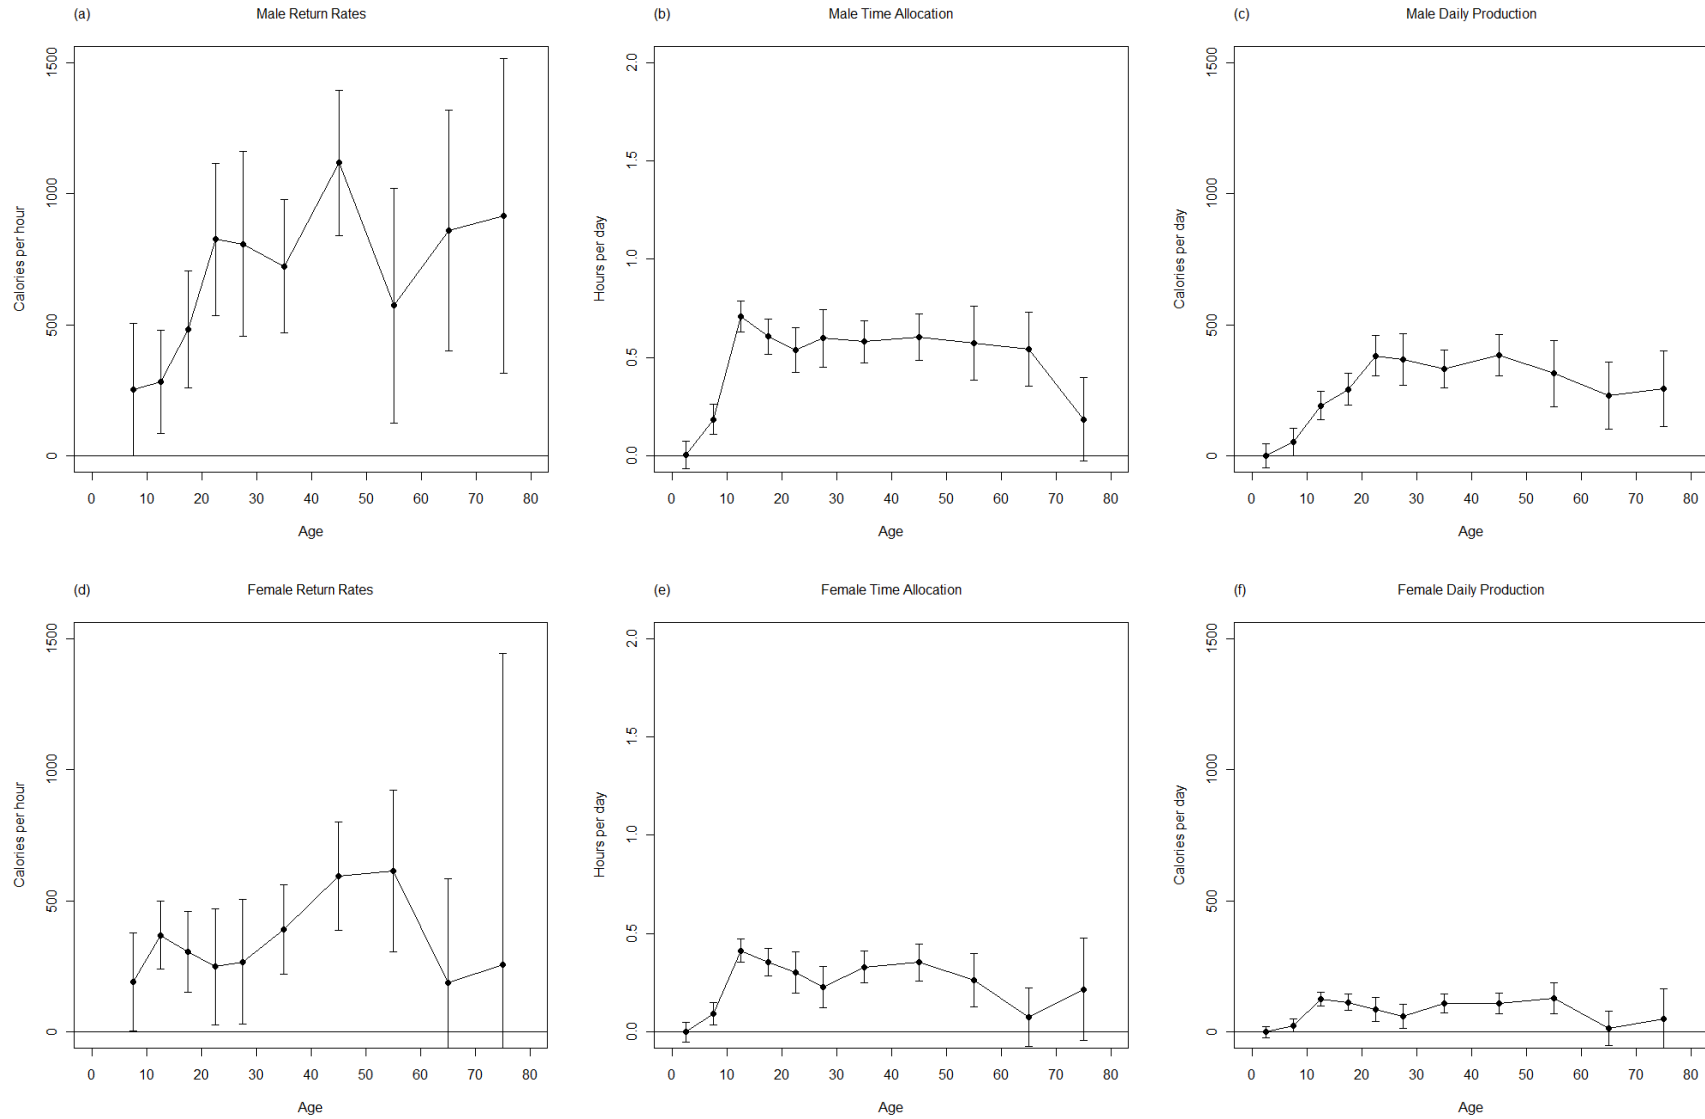 (a) Male Return Rates
Calories per hour
1500
1000
500
0
0 10 20 30 40 50 60 70 80
Age
(b) Male Time Allocation
Hours per day
2.0
1.5
1.0
0.5
0.0
0 10 20 30 40 50 60 70 80
Age
(c) Male Daily Production
Calories per day
1500
1000
500
0
0 10 20 30 40 50 60 70 80
Age
(d) Female Return Rates
Calories per hour
1500
1000
500
0
0 10 20 30 40 50 60 70 80
Age
(e) Female Time Allocation
Hours per day
2.0
1.5
1.0
0.5
0.0
0 10 20 30 40 50 60 70 80
Age
(f) Female Daily Production
Calories per day
1500
1000
500
0
0 10 20 30 40 50 60 70 80
Age